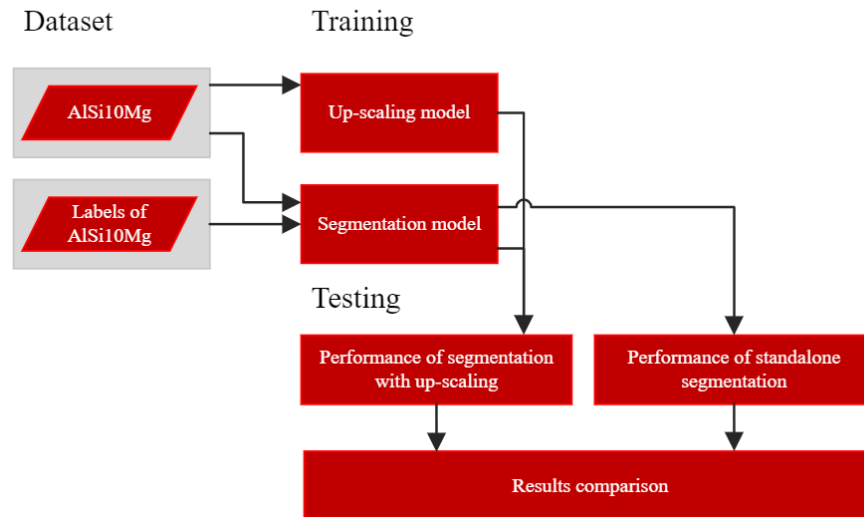 Dataset
Training
AlSi10Mg
Up-scaling model
Labels of
AlSi10Mg
Segmentation model
Testing
Performance of segmentation
with up-scaling
Performance of standalone
segmentation
Results comparison